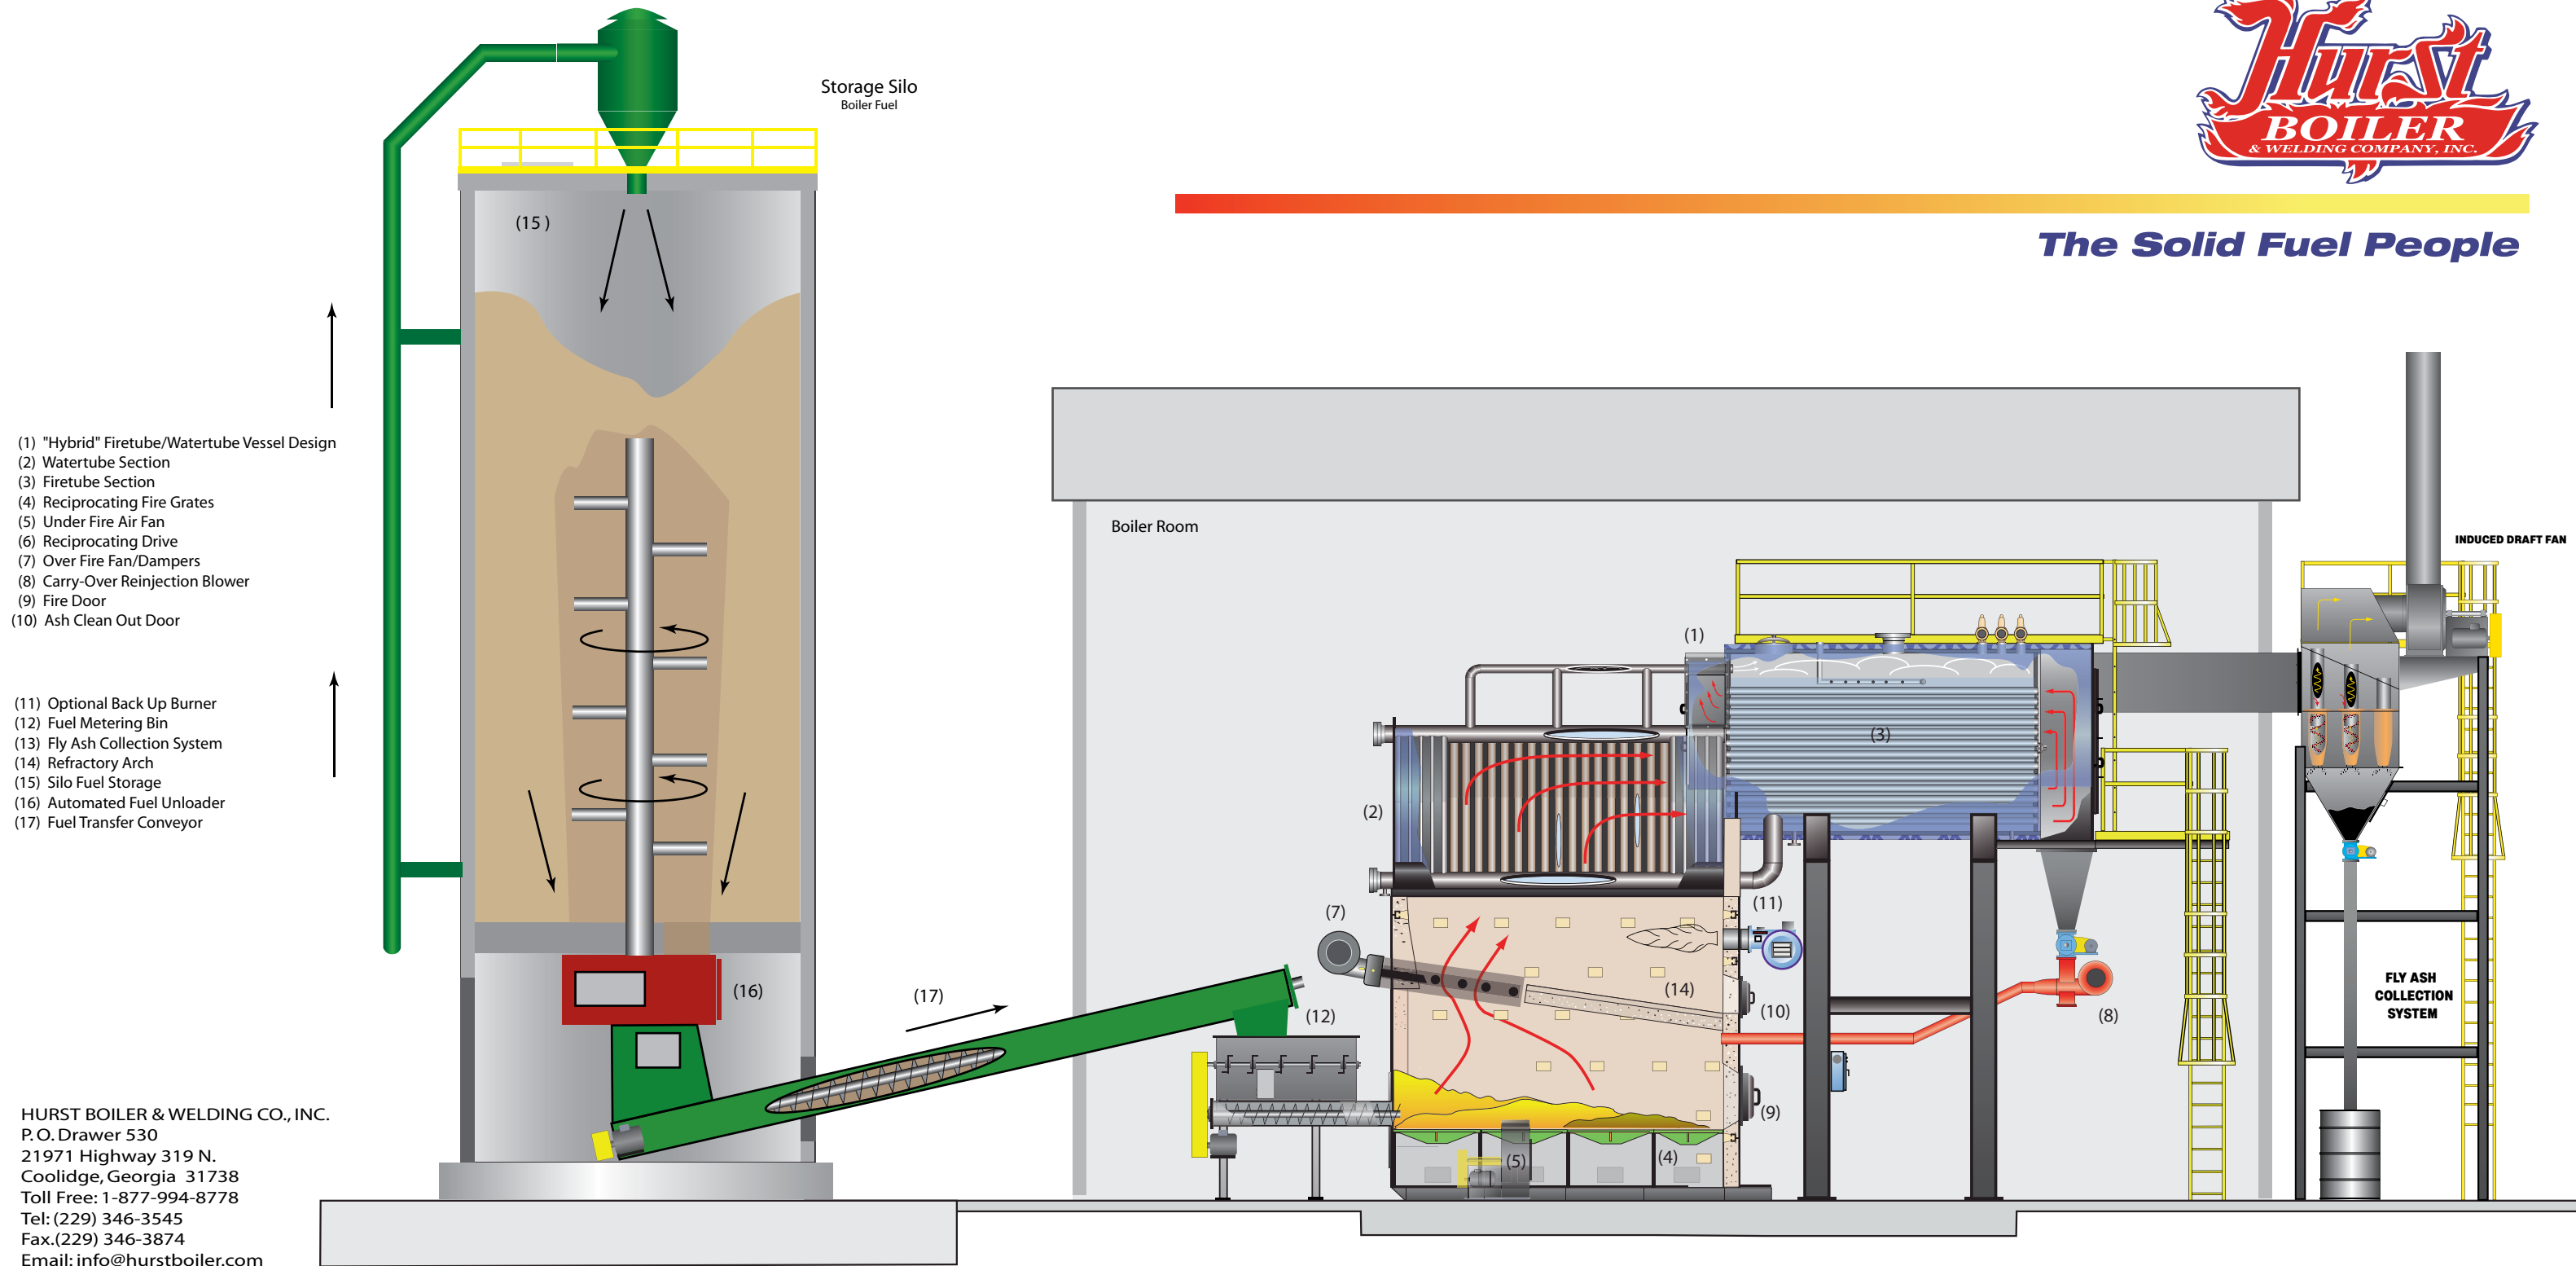 Hurst
BOILER
& WELDING COMPANY, INC.
The Solid Fuel People
Storage Silo
Boiler Fuel
(15 )
(1) "Hybrid" Firetube/Watertube Vessel Design
(2) Watertube Section
(3) Firetube Section
(4) Reciprocating Fire Grates
(5) Under Fire Air Fan
(6) Reciprocating Drive
(7) Over Fire Fan/Dampers
(8) Carry-Over Reinjection Blower
(9) Fire Door
(10) Ash Clean Out Door
(11) Optional Back Up Burner
(12) Fuel Metering Bin
(13) Fly Ash Collection System
(14) Refractory Arch
(15) Silo Fuel Storage
(16) Automated Fuel Unloader
(17) Fuel Transfer Conveyor
Boiler Room
INDUCED DRAFT FAN
(1)
(3)
(2)
(7)
(11)
(16)
(17)
(14)
(10)
(12)
(8)
FLY ASH
COLLECTION
SYSTEM
(9)
(5)
(4)
HURST BOILER & WELDING CO., INC.
P. O. Drawer 530
21971 Highway 319 N.
Coolidge, Georgia 31738
Toll Free: 1-877-994-8778
Tel: (229) 346-3545
Fax.(229) 346-3874
Email: info@hurstboiler.com